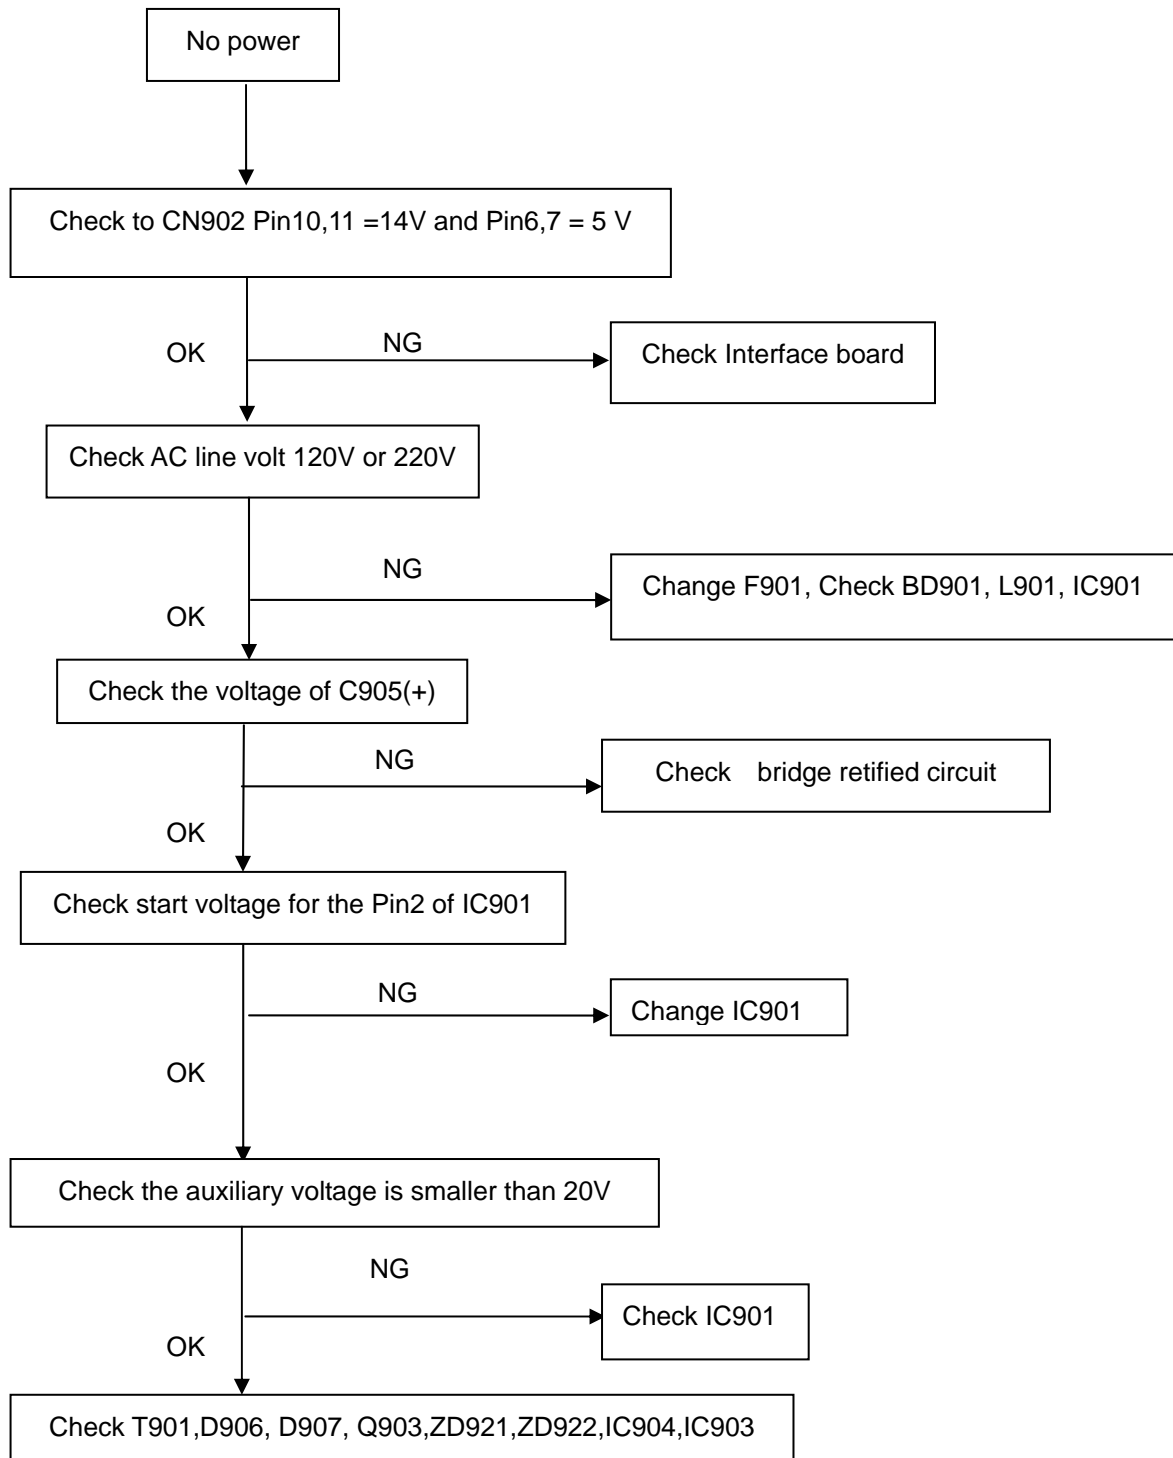 No power
Check to CN902 Pin10,11 =14V and Pin6,7 = 5 V
OK
NG
Check Interface board
Check AC line volt 120V or 220V
NG
Change F901, Check BD901, L901, IC901
OK
Check the voltage of C905(+)
NG
Check bridge retified circuit
OK
Check start voltage for the Pin2 of IC901
NG
Change IC901
OK
Check the auxiliary voltage is smaller than 20V
NG
Check IC901
OK
Check T901,D906, D907, Q903,ZD921,ZD922,IC904,IC903